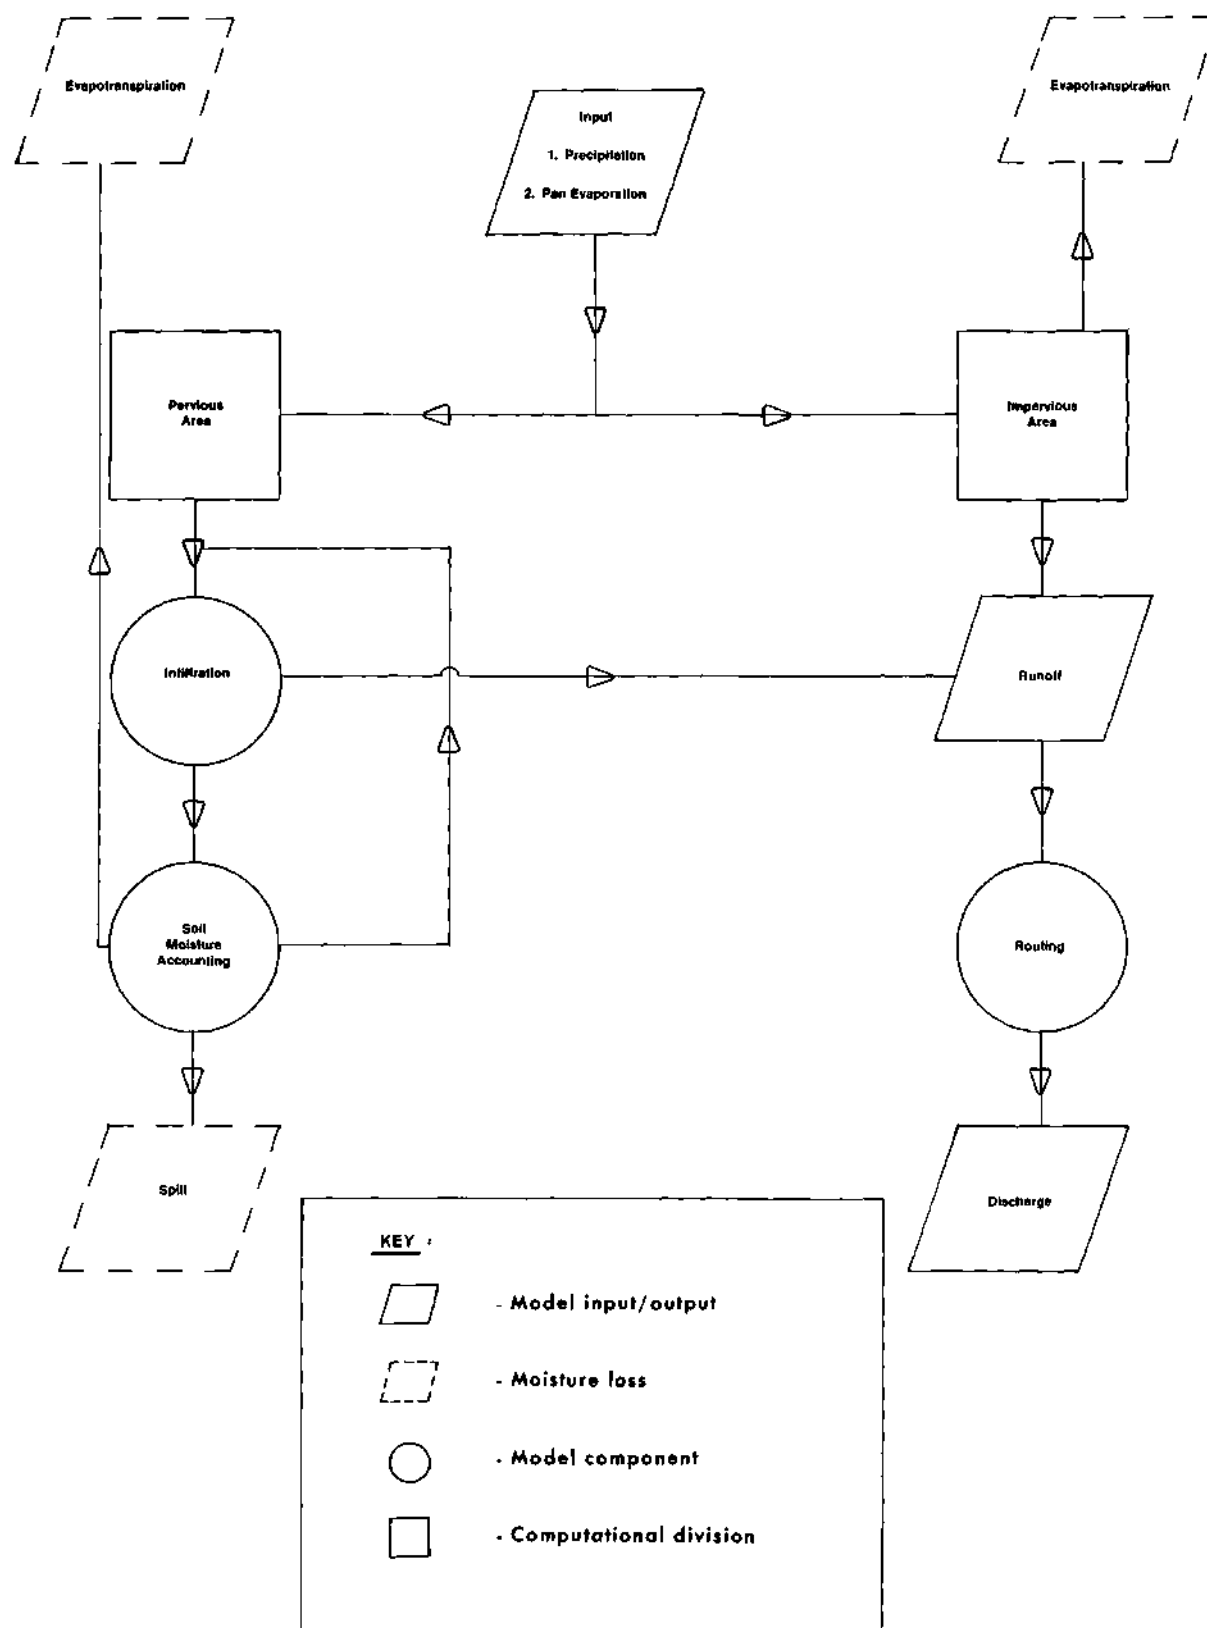 Evapotranspiration
Evapotranspiration
Input
1. Precipitation
2. Pan Evaporation
Pervious
Area
Impervious
Area
Infiltration
Runoff
Soil
Moisture
Accounting
Routing
Spill
Discharge
KEY :
- Model input/output
- Moisture loss
- Model component
- Computational division